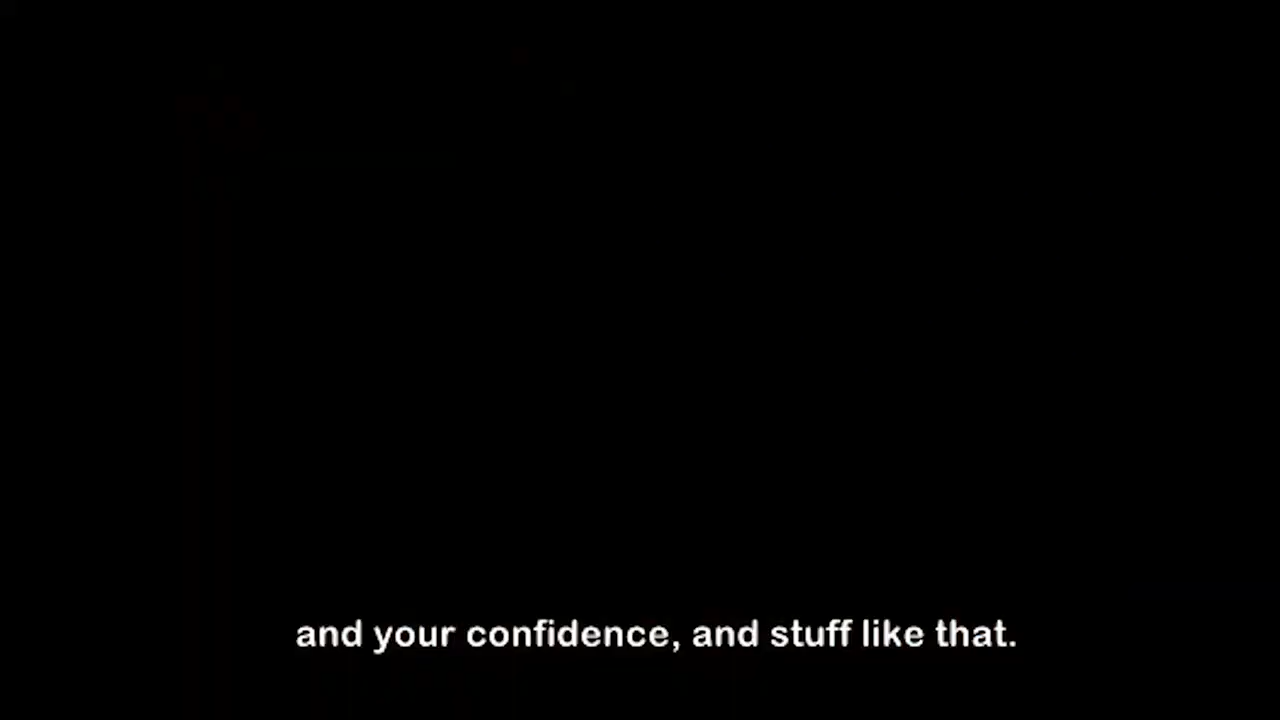 and your confidence, and stuff like that.